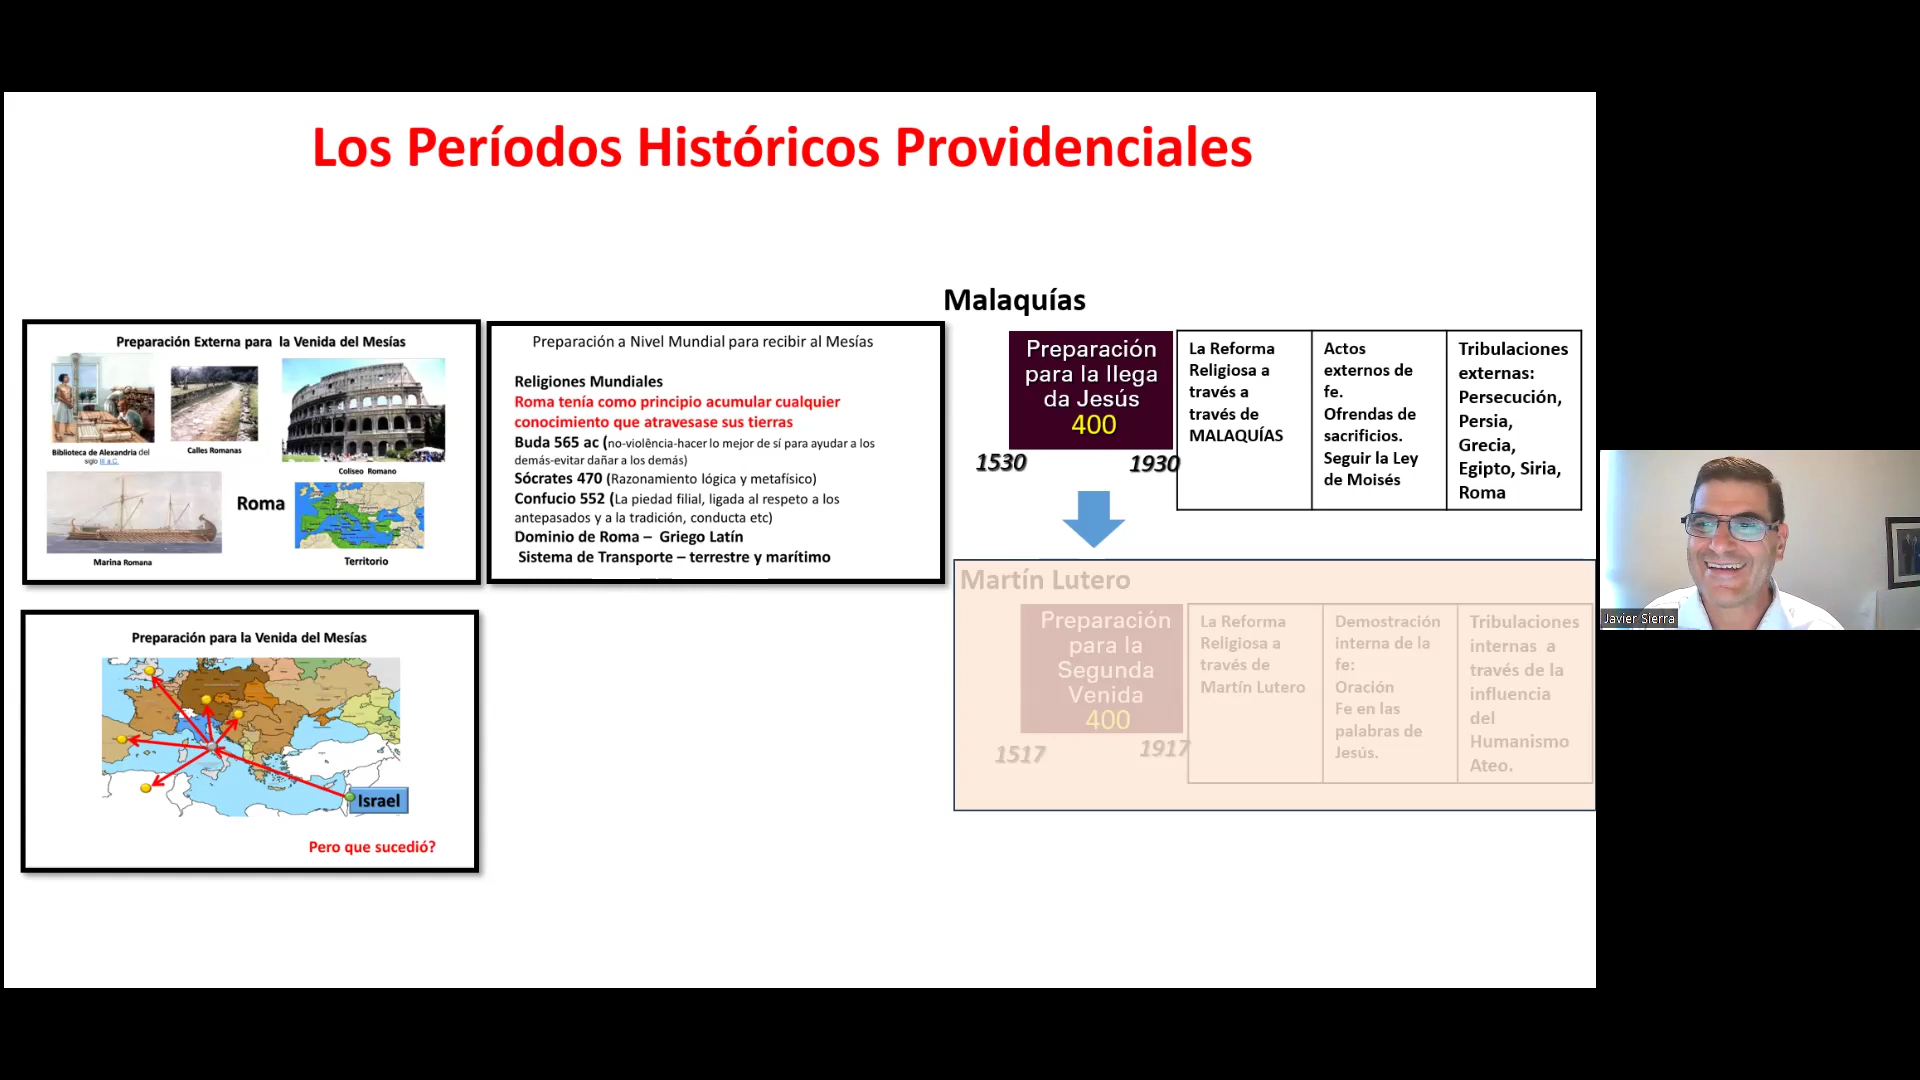 Los Períodos Históricos Providenciales
Preparación Externa para la Venida del Mesías
Biblioteca de Alexandria del
siglo III a.C.
Calles Romanas
Coliseo Romano
Roma
Marina Romana
Territorio
Preparación a Nivel Mundial para recibir al Mesías
Religiones Mundiales
Roma tenía como principio acumular cualquier
conocimiento que atravesase sus tierras
Buda 565 ac (no-violência-hacer lo mejor de sí para ayudar a los
demás-evitar dañar a los demás)
Sócrates 470 (Razonamiento lógica y metafísico)
Confucio 552 (La piedad filial, ligada al respeto a los
antepasados y a la tradición, conducta etc)
Dominio de Roma – Griego Latín
Sistema de Transporte – terrestre y marítimo
Preparación para la Venida del Mesías
Israel
Pero que sucedió?
Malaquías
Preparación
para la llega
da Jesús
400
1530
1930
La Reforma
Religiosa a
través a
través de
MALAQUÍAS
Actos
externos de
fe.
Ofrendas de
sacrificios.
Seguir la Ley
de Moisés
Tribulaciones
externas:
Persecución,
Persia,
Grecia,
Egipto, Siria,
Roma
Martín Lutero
Preparación
para la
Segunda
Venida
400
1517
1917
La Reforma
Religiosa a
través de
Martín Lutero
Demostración
interna de la
fe:
Oración
Fe en las
palabras de
Jesús.
Tribulaciones
internas a
través de la
influencia
del
Humanismo
Ateo.
Javier Sierra